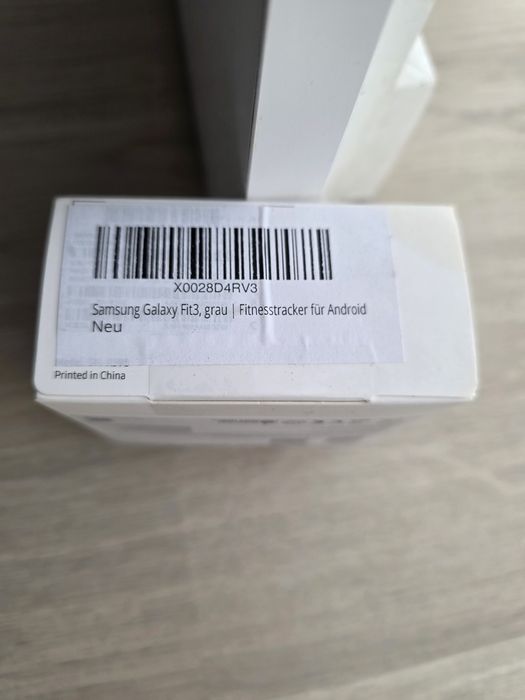 X0028D4RV3
Samsung Galaxy Fit3, grau | Fitnesstracker für Android
Neu
Printed in China